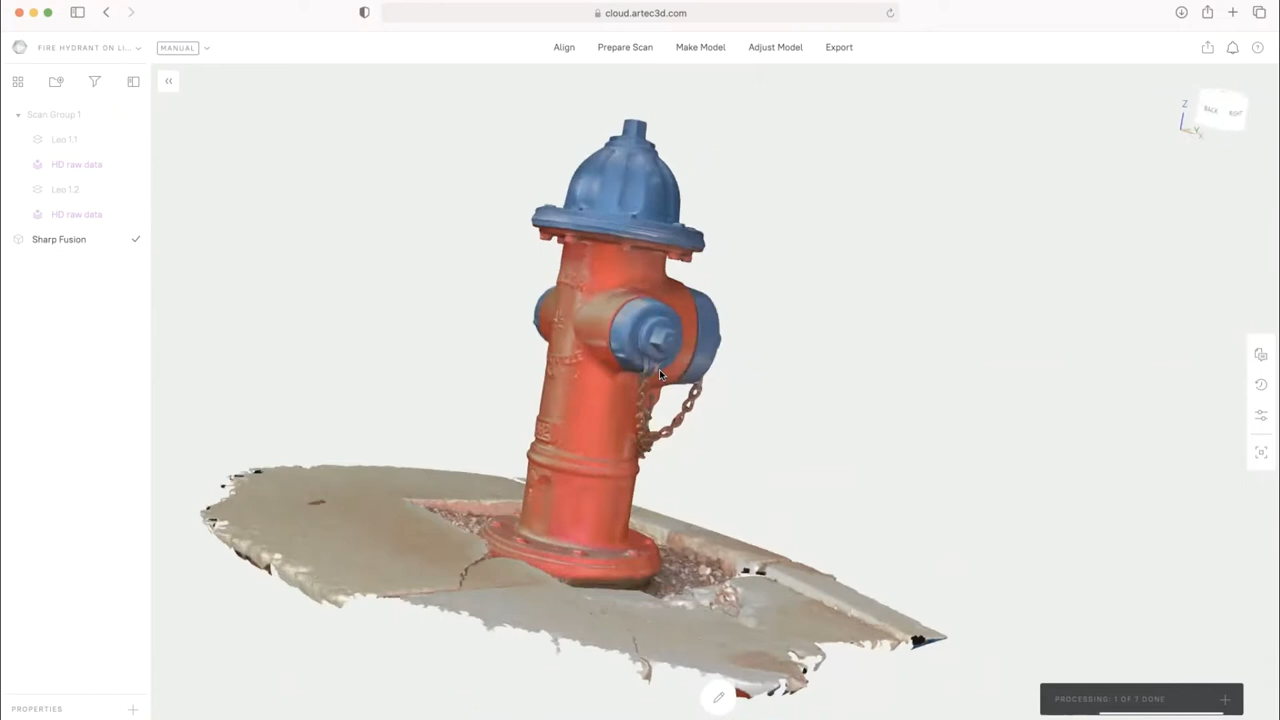 cloud.artec3d.com
FIRE HYDRANT ON LI...
MANUAL
Align
Prepare Scan
Make Model
Adjust Model
Export
Scan Group 1
Leo 1.1
HD raw data
Leo 1.2
HD raw data
Sharp Fusion
Z
Y
BACK
RIGHT
PROPERTIES
PROCESSING: 1 OF 7 DONE